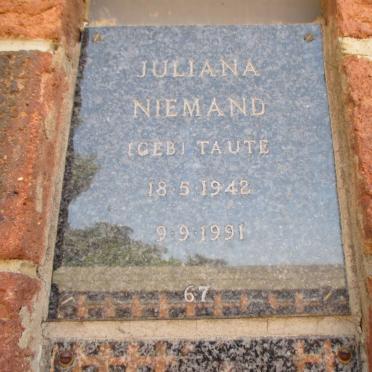 JULIANA
NIEMAND
(GEB) TAUTE
18·5·1942
9·9·1991
67